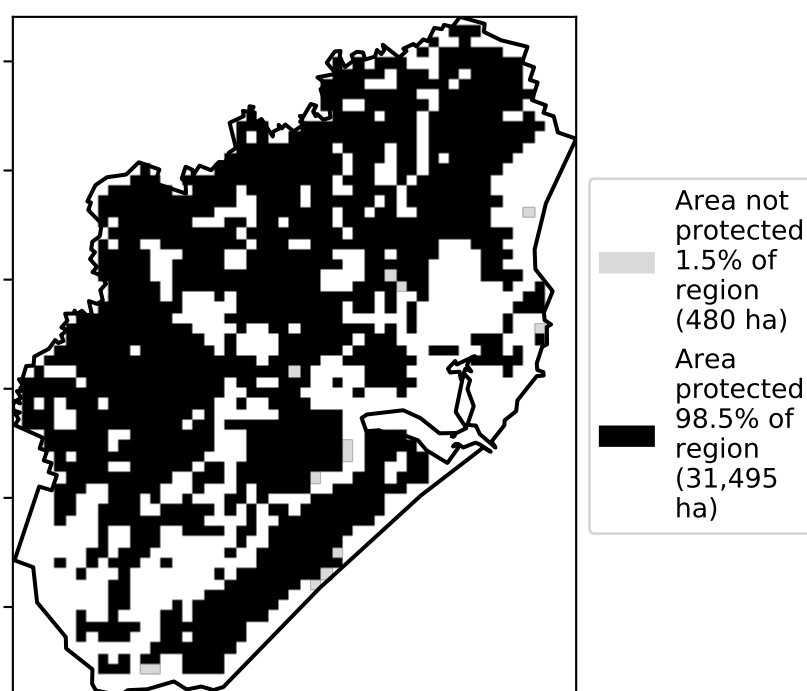 Area not
protected
1.5% of
region
(480 ha)
Area
protected
98.5% of
region
(31,495
ha)